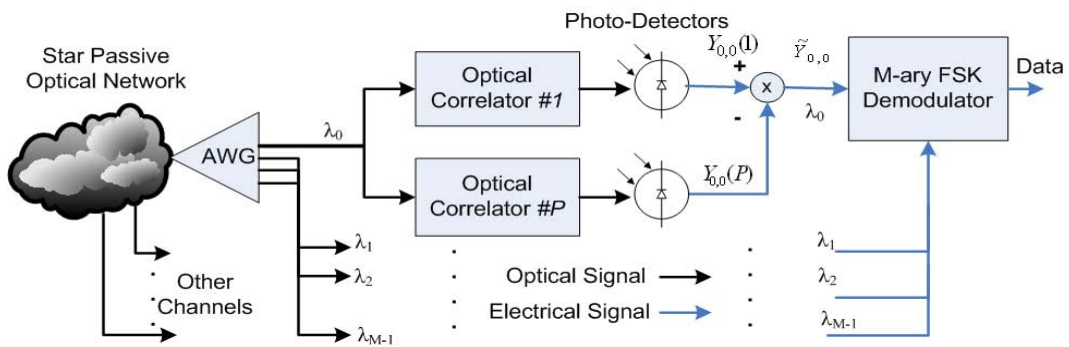 Photo-Detectors
Star Passive
Optical Network
AWG
λ0
Optical
Correlator #1
Y0,0(1)
+
-
x
Ỹ0,0
λ0
M-ary FSK
Demodulator
Data
Optical
Correlator #P
Y0,0(P)
λ1
λ2
λM-1
Other
Channels
Optical Signal
Electrical Signal
λ1
λ2
λM-1